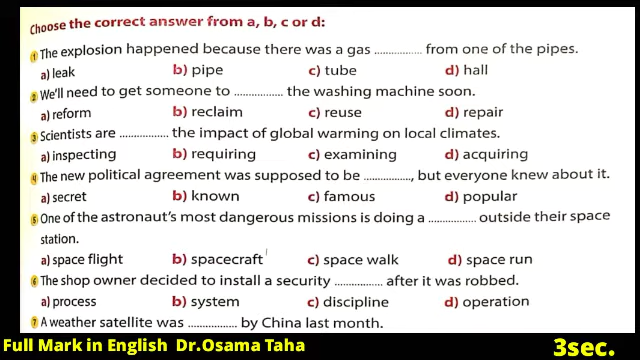 Choose the correct answer from a, b, c or d:
1 The explosion happened because there was a gas .............. from one of the pipes.
a) leak b) pipe c) tube d) hall
2 We'll need to get someone to ............... the washing machine soon.
a) reform b) reclaim c) reuse d) repair
3 Scientists are ............... the impact of global warming on local climates.
a) inspecting b) requiring c) examining d) acquiring
4 The new political agreement was supposed to be .............., but everyone knew about it.
a) secret b) known c) famous d) popular
5 One of the astronaut's most dangerous missions is doing a .............. outside their space
station.
a) space flight b) spacecraft c) space walk d) space run
6 The shop owner decided to install a security .............. after it was robbed.
a) process b) system c) discipline d) operation
7 A weather satellite was ............... by China last month.
Full Mark in English Dr.Osama Taha 3sec.